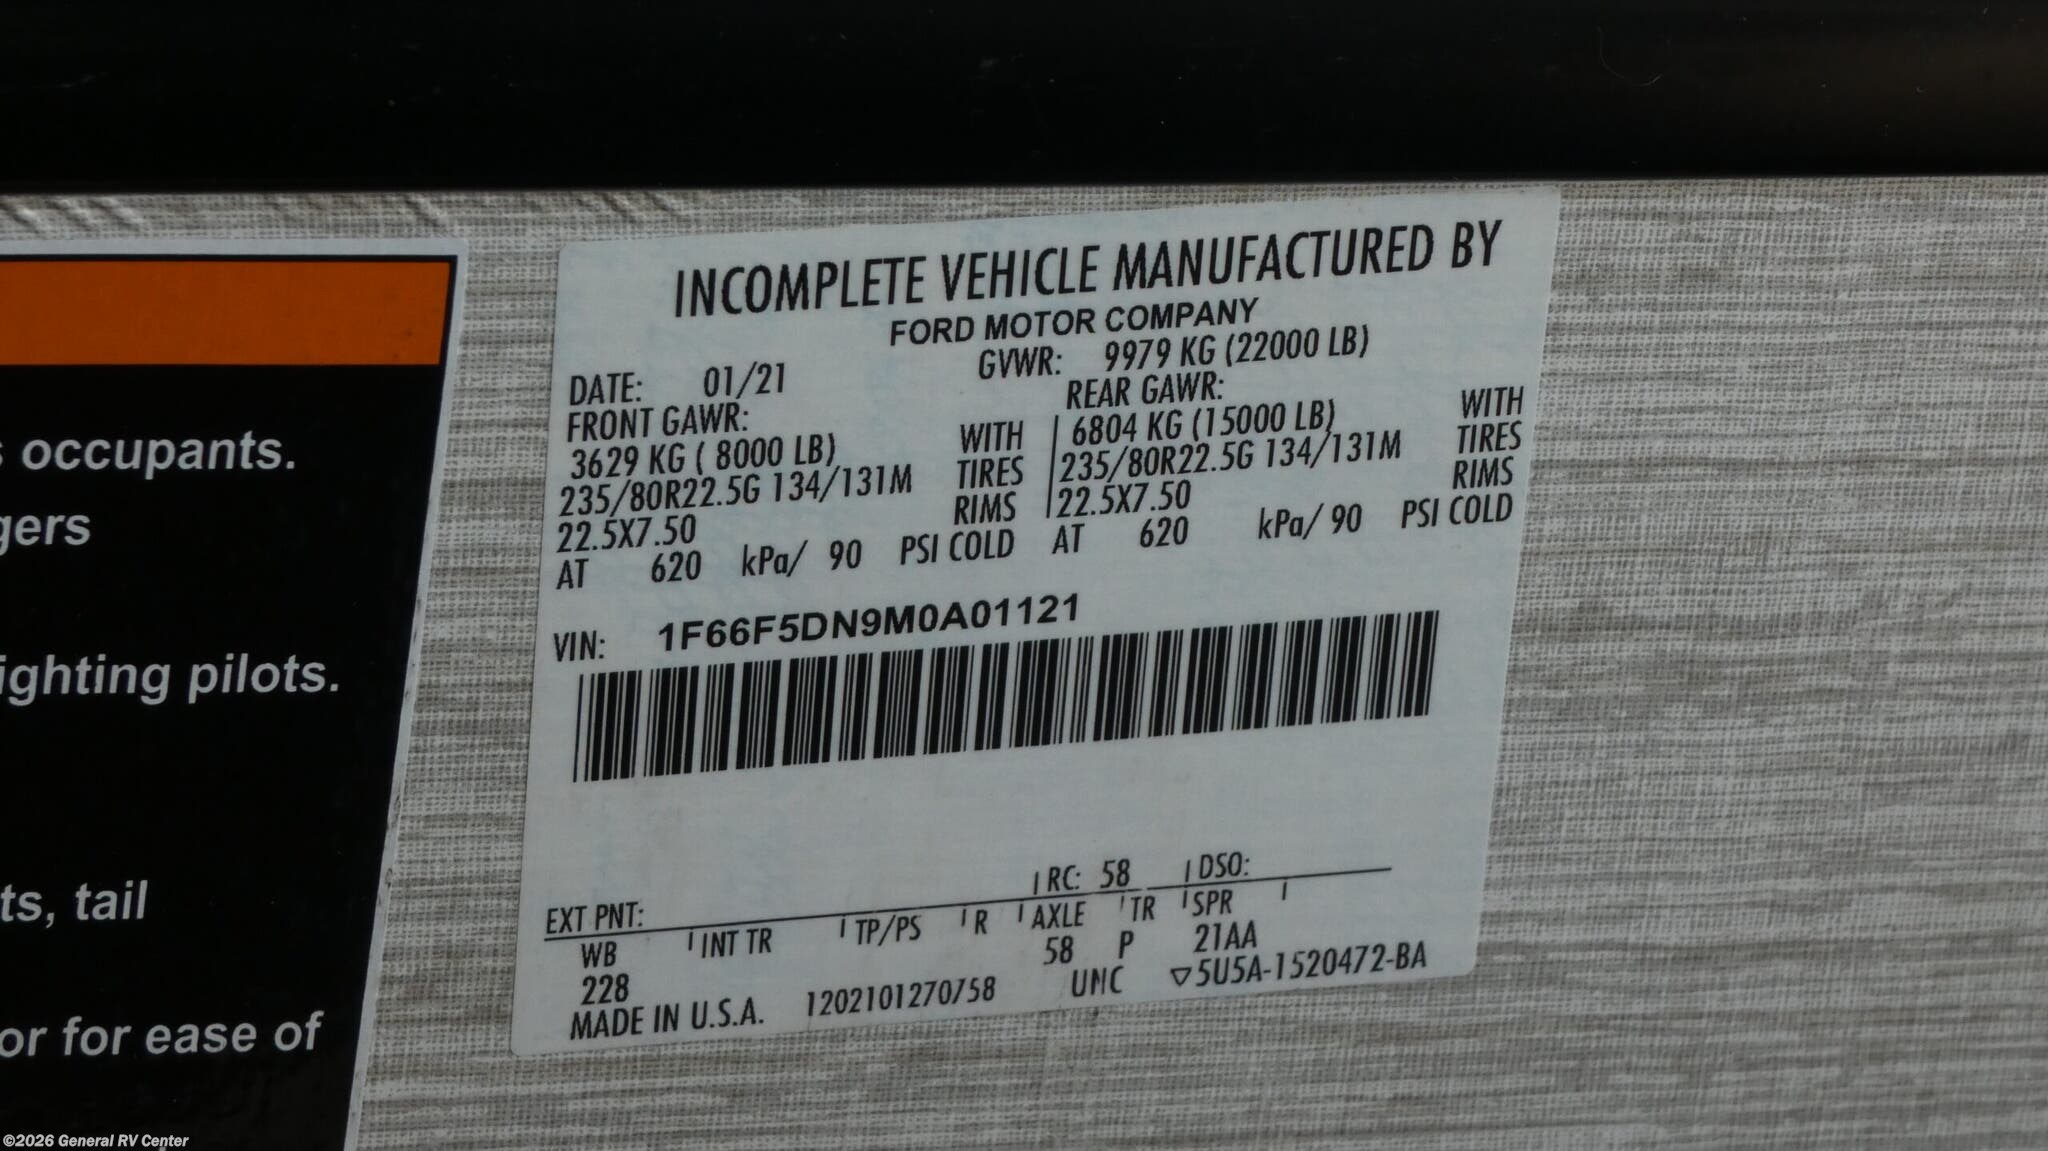 INCOMPLETE VEHICLE MANUFACTURED BY
FORD MOTOR COMPANY
DATE: 01/21 GVWR: 9979 KG (22000 LB)
FRONT GAWR: REAR GAWR:
3629 KG ( 8000 LB) WITH 6804 KG (15000 LB) WITH
235/80R22.5G 134/131M TIRES 235/80R22.5G 134/131M TIRES
22.5X7.50 RIMS 22.5X7.50 RIMS
AT 620 kPa/ 90 PSI COLD AT 620 kPa/ 90 PSI COLD
VIN: 1F66F5DN9M0A01121
EXT PNT: RC: 58 DSO:
WB INT TR TP/PS R AXLE TR SPR
228 58 P 21AA
MADE IN U.S.A. 1202101270758 UNC ▽5U5A-1520472-BA
s occupants.
gers
ighting pilots.
ts, tail
or for ease of
©2026 General RV Center